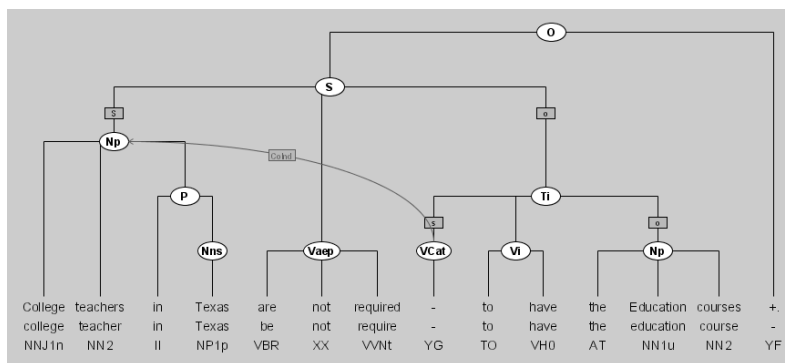 O
S
S o
Np
CoInd
P Ti
s o
Nns Vaep VCat Vi Np
College teachers in Texas are not required - to have the Education courses +.
college teacher in Texas be not require - to have the education course -
NNJ1n NN2 II NP1p VBR XX VVNt YG TO VH0 AT NN1u NN2 YF